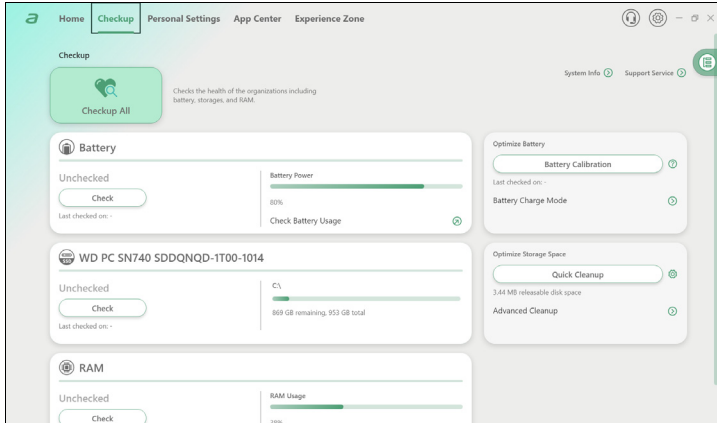 a
Home Checkup Personal Settings App Center Experience Zone
Checkup
System Info Support Service
Checkup All
Checks the health of the organizations including
battery, storages, and RAM.
Battery
Unchecked
Check
Last checked on: -
Battery Power
80%
Check Battery Usage
Optimize Battery
Battery Calibration
Last checked on: -
Battery Charge Mode
WD PC SN740 SDDQNQD-1T00-1014
Unchecked
Check
Last checked on: -
C:\
869 GB remaining, 953 GB total
Optimize Storage Space
Quick Cleanup
3.44 MB releasable disk space
Advanced Cleanup
RAM
Unchecked
Check
RAM Usage